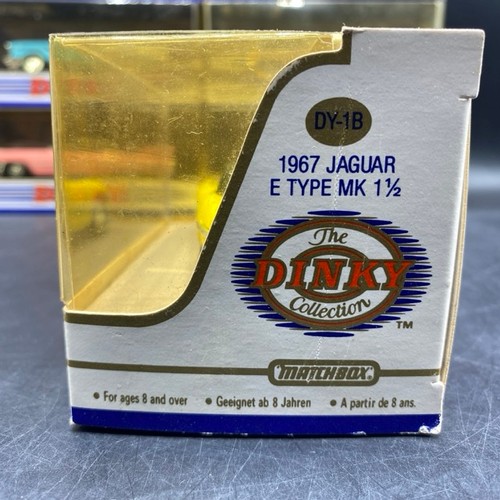 DY-1B
1967 JAGUAR
E TYPE MK 1½
The
DINKY
Collection
TM
MATCHBOX
• For ages 8 and over • Geeignet ab 8 Jahren • A partir de 8 ans.